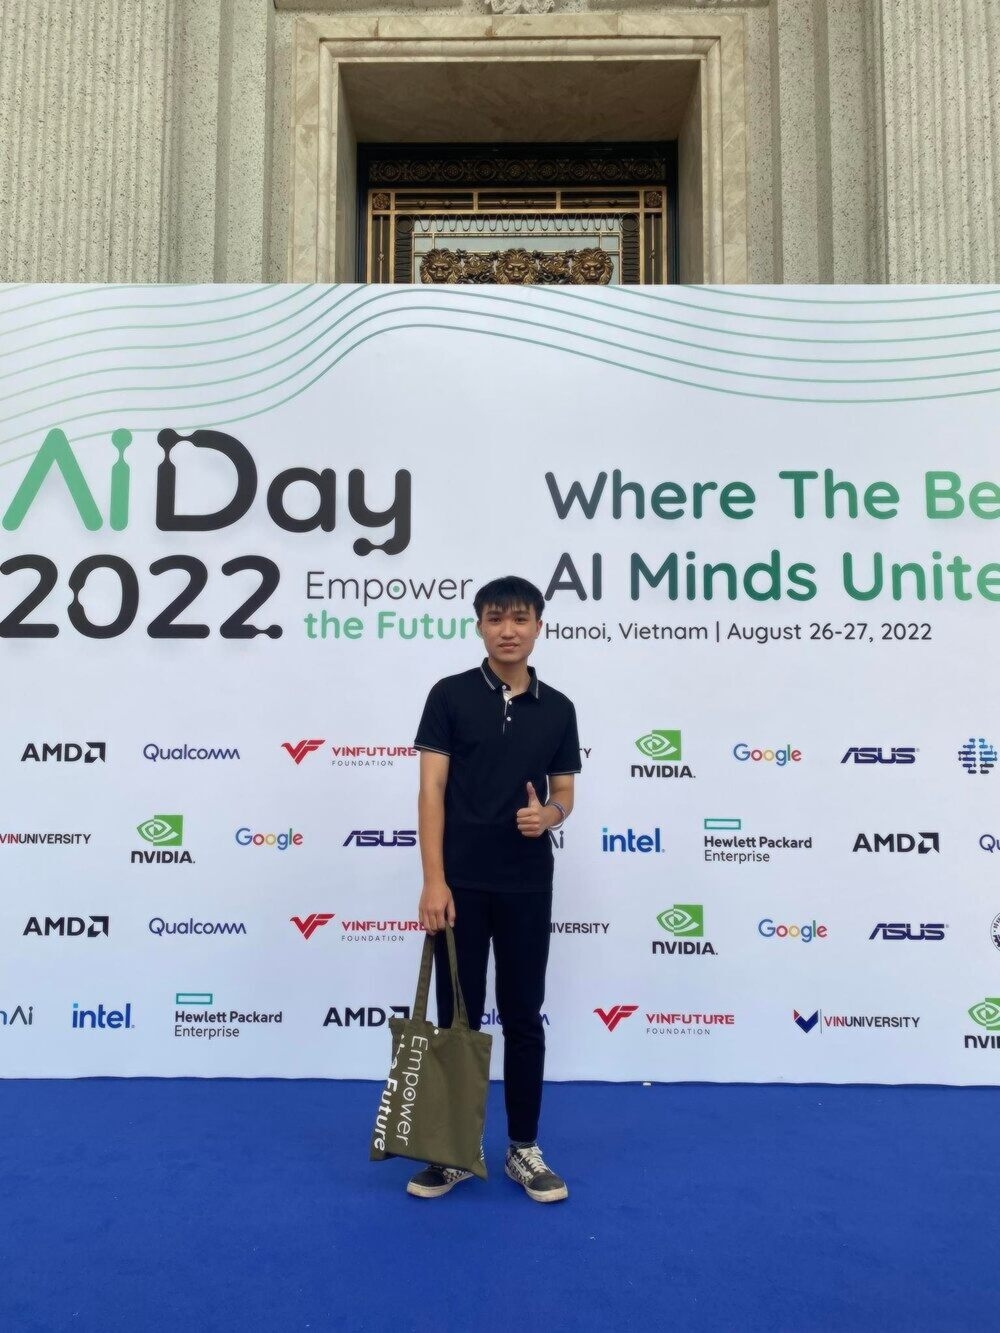 Ai Day
2022
Empower
the Futur
Where The Be
AI Minds Unite
Hanoi, Vietnam | August 26-27, 2022
AMD Qualcomm VINFUTURE FOUNDATION NVIDIA. Google ASUS
VINUNIVERSITY NVIDIA. Google ASUS intel. Hewlett Packard Enterprise AMD
AMD Qualcomm VINFUTURE FOUNDATION NVIDIA. Google ASUS
intel. Hewlett Packard Enterprise AMD VINFUTURE FOUNDATION VINUNIVERSITY
Empower
Future